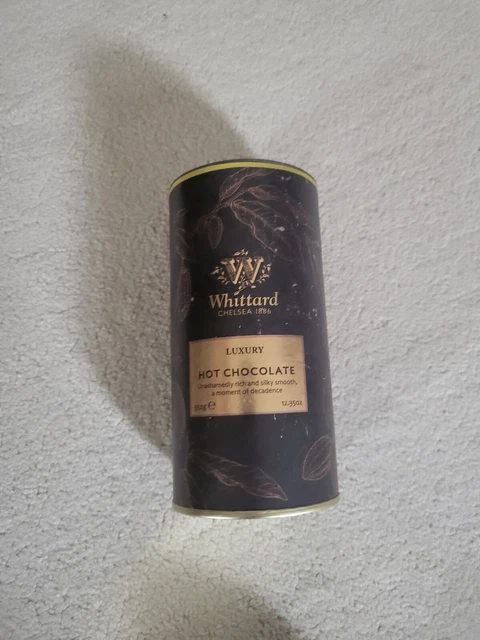 W
Whittard
CHELSEA 1886
LUXURY
HOT CHOCOLATE
Unashamedly rich and silky smooth,
a moment of decadence
350g ℮ 12.35oz